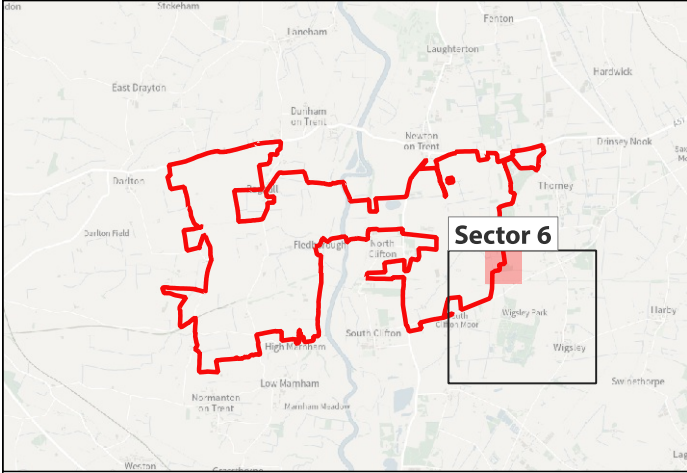 don
Stokeham
Fenton
Laneham
Laughterton
Hardwick
East Drayton
Dunham
on Trent
Newton
on Trent
Drinsey Nook
Darlton
Thorney
Darlton Field
Sector 6
Fledborough
North
Clifton
Wigsley Park
Harby
Clifton Moor
South Clifton
High Marnham
Wigsley
Low Marnham
Swinethorpe
Normanton
on Trent
Marnham Meadow
Weston